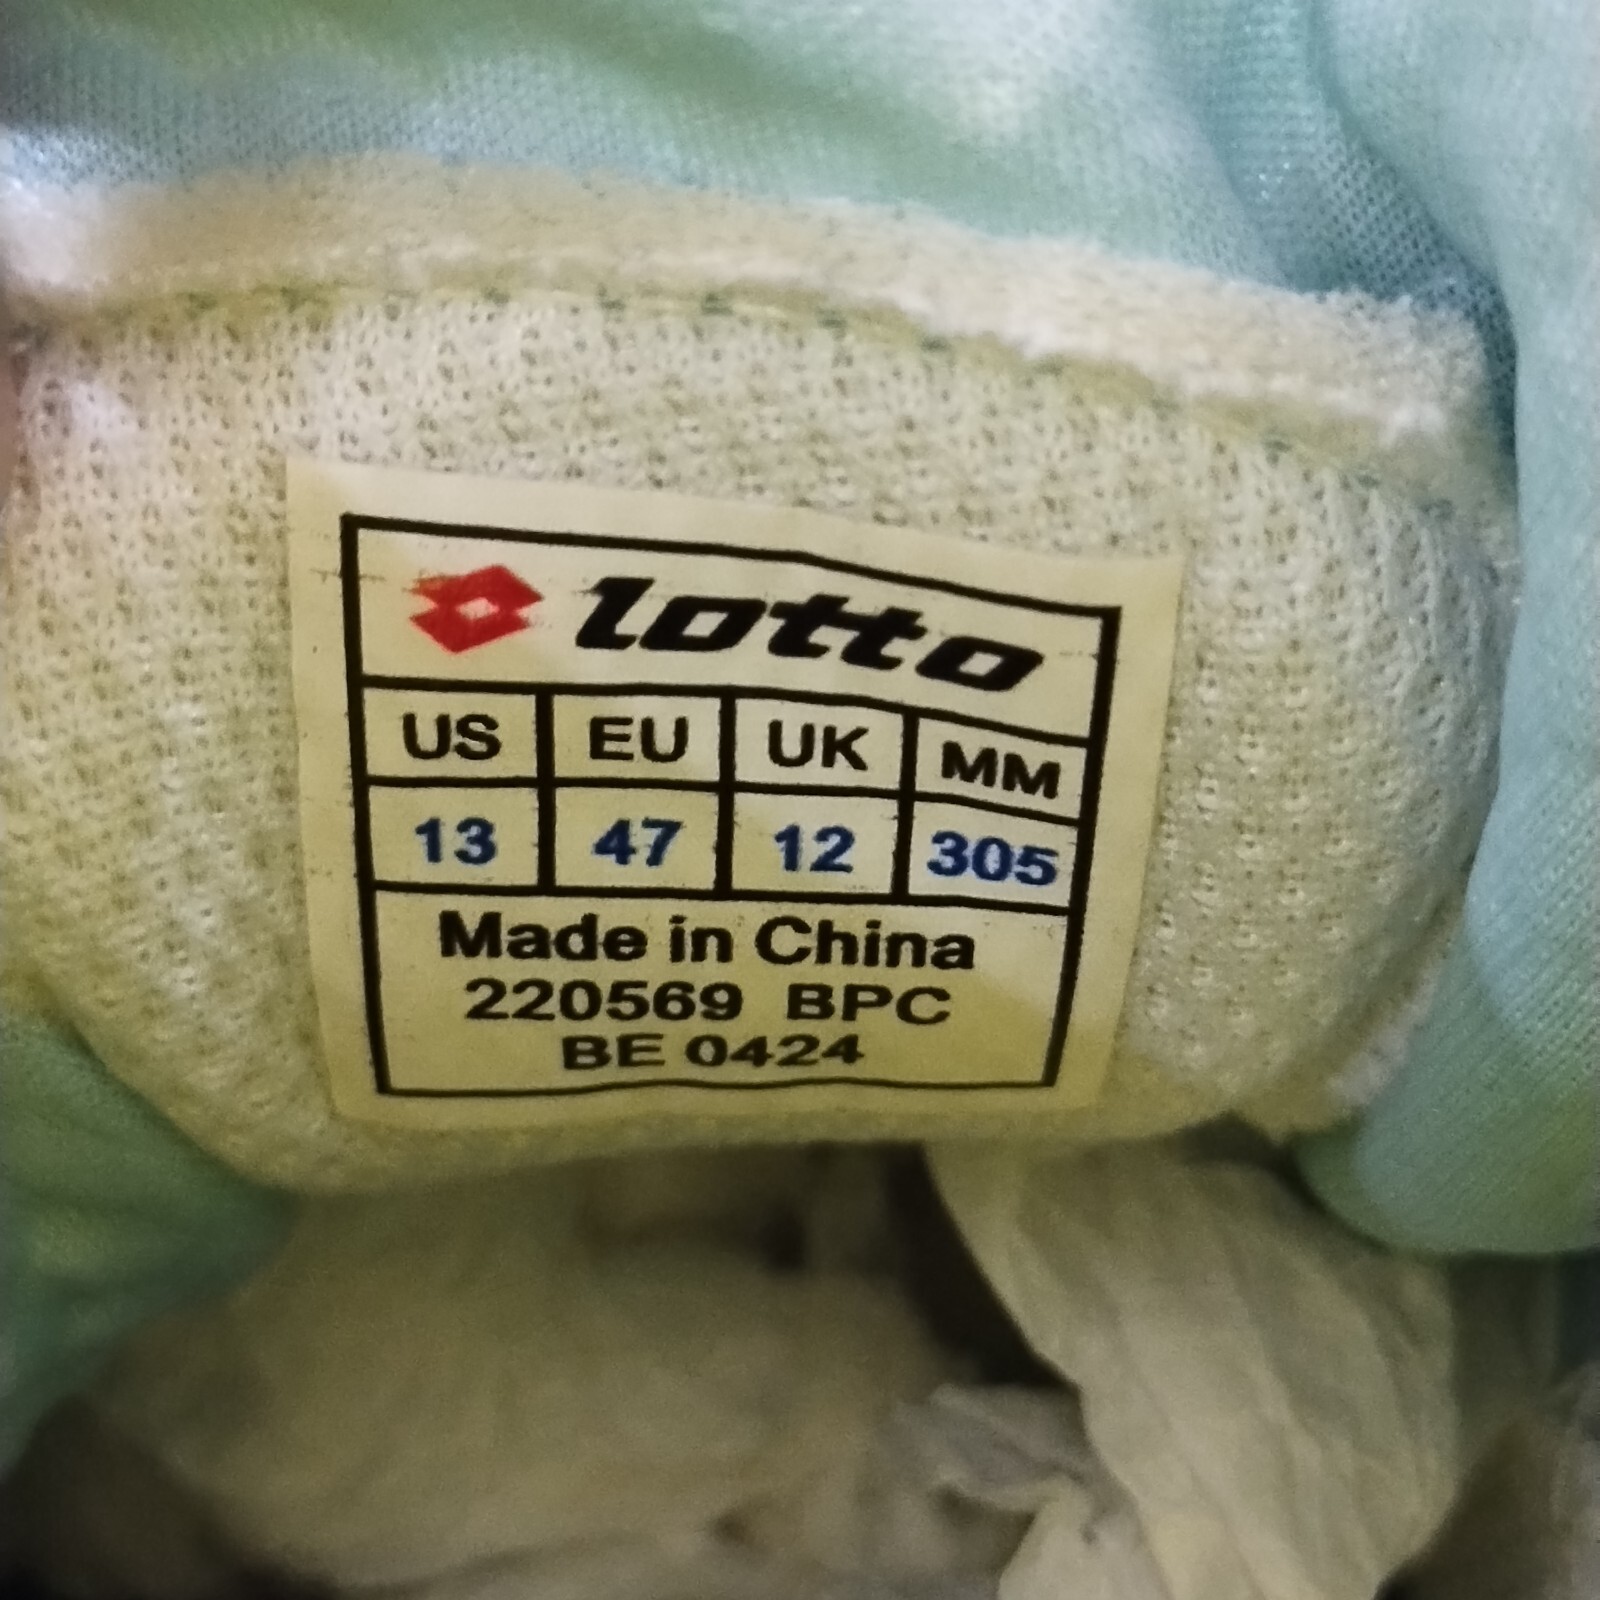 lotto
US EU UK MM
13 47 12 305
Made in China
220569 BPC
BE 0424